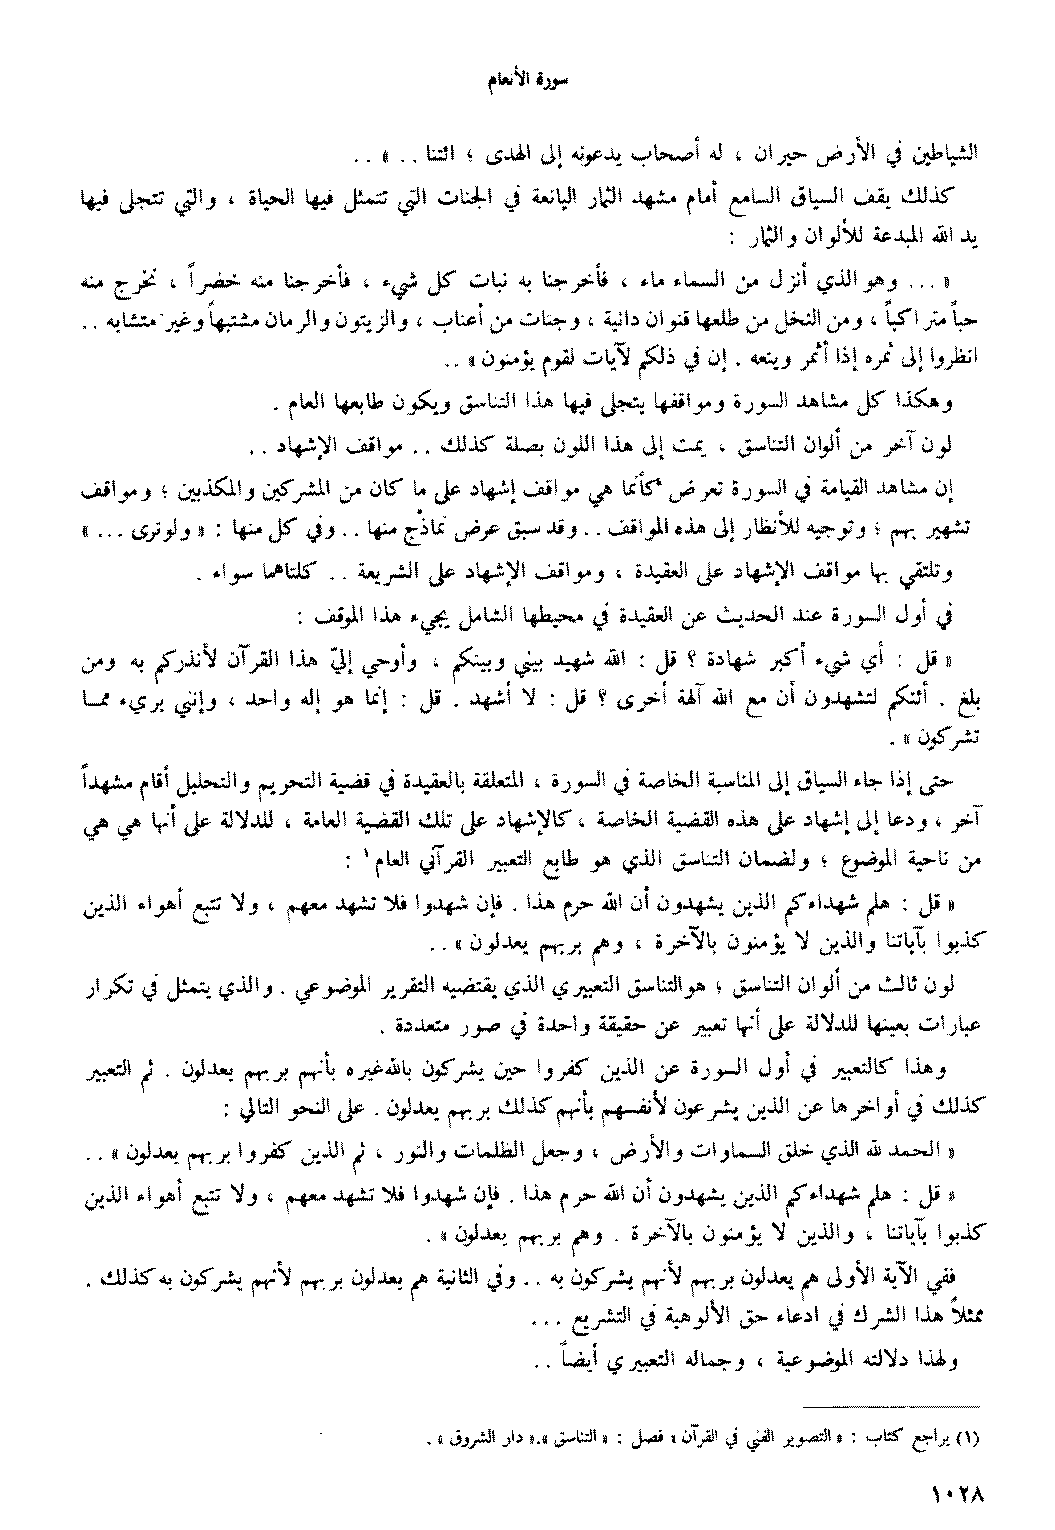 سورة الأنعام
الشياطين في الأرض حيران ، له أصحاب يدعونه إلى الهدى ؛ ائتنا .. » ..
كذلك يقف السياق السامع أمام مشهد الثمار اليانعة في الجنات التي تتمثل فيها الحياة ، والتي تتجلى فيها
يد الله المبدعة للألوان والثمار :
« ... وهو الذي أنزل من السماء ماء ، فأخرجنا به نبات كل شيء ، فأخرجنا منه خضراً ، نخرج منه
حباً متراكباً ، ومن النخل من طلعها قنوان دانية ، وجنات من أعناب ، والزيتون والرمان مشتبهاً وغير متشابه ..
انظروا إلى ثمره إذا أثمر وينعه . إن في ذلكم لآيات لقوم يؤمنون » ..
وهكذا كل مشاهد السورة ومواقفها يتجلى فيها هذا التناسق ويكون طابعها العام .
لون آخر من ألوان التناسق ، يمت إلى هذا اللون بصلة كذلك .. مواقف الإشهاد ..
إن مشاهد القيامة في السورة تعرض كأنما هي مواقف إشهاد على ما كان من المشركين والمكذبين ؛ ومواقف
تشهير بهم ؛ وتوجيه للأنظار إلى هذه المواقف .. وقد سبق عرض نماذج منها .. وفي كل منها : « ولو ترى ... »
وتلتقي بها مواقف الإشهاد على العقيدة ، ومواقف الإشهاد على الشريعة .. كلتاهما سواء .
في أول السورة عند الحديث عن العقيدة في محيطها الشامل يجيء هذا الموقف :
« قل : أي شيء أكبر شهادة ؟ قل : الله شهيد بيني وبينكم ، وأوحي إليّ هذا القرآن لأنذركم به ومن
بلغ . أئنكم لتشهدون أن مع الله آلهة أخرى ؟ قل : لا أشهد . قل : إنما هو إله واحد ، وإنني بريء ممــا
تشركون » .
حتى إذا جاء السياق إلى المناسبة الخاصة في السورة ، المتعلقة بالعقيدة في قضية التحريم والتحليل أقام مشهداً
آخر ، ودعا إلى إشهاد على هذه القضية الخاصة ، كالإشهاد على تلك القضية العامة ، للدلالة على أنها هي هي
من ناحية الموضوع ؛ ولضمان التناسق الذي هو طابع التعبير القرآني العام¹ :
« قل : هلم شهداءكم الذين يشهدون أن الله حرم هذا . فإن شهدوا فلا تشهد معهم ، ولا تتبع أهواء الذين
كذبوا بآياتنا والذين لا يؤمنون بالآخرة ، وهم بربهم يعدلون » ..
لون ثالث من ألوان التناسق ؛ هو التناسق التعبيري الذي يقتضيه التقرير الموضوعي . والذي يتمثل في تكرار
عبارات بعينها للدلالة على أنها تعبير عن حقيقة واحدة في صور متعددة .
وهذا كالتعبير في أول السورة عن الذين كفروا حين يشركون بالله غيره بأنهم بربهم يعدلون . ثم التعبير
كذلك في أواخرها عن الذين يشرعون لأنفسهم بأنهم كذلك بربهم يعدلون . على النحو التالي :
« الحمد لله الذي خلق السماوات والأرض ، وجعل الظلمات والنور ، ثم الذين كفروا بربهم يعدلون » ..
« قل : هلم شهداءكم الذين يشهدون أن الله حرم هذا . فإن شهدوا فلا تشهد معهم ، ولا تتبع أهواء الذين
كذبوا بآياتنا ، والذين لا يؤمنون بالآخرة . وهم بربهم يعدلون » .
ففي الآية الأولى هم يعدلون بربهم لأنهم يشركون به .. وفي الثانية هم يعدلون بربهم لأنهم يشركون به كذلك .
ممثلاً هذا الشرك في ادعاء حق الألوهية في التشريع ...
ولهذا دلالته الموضوعية ، وجماله التعبيري أيضاً ..
(١) يراجع كتاب : « التصوير الفني في القرآن » فصل : « التناسق » . « دار الشروق » .
١٠٢٨